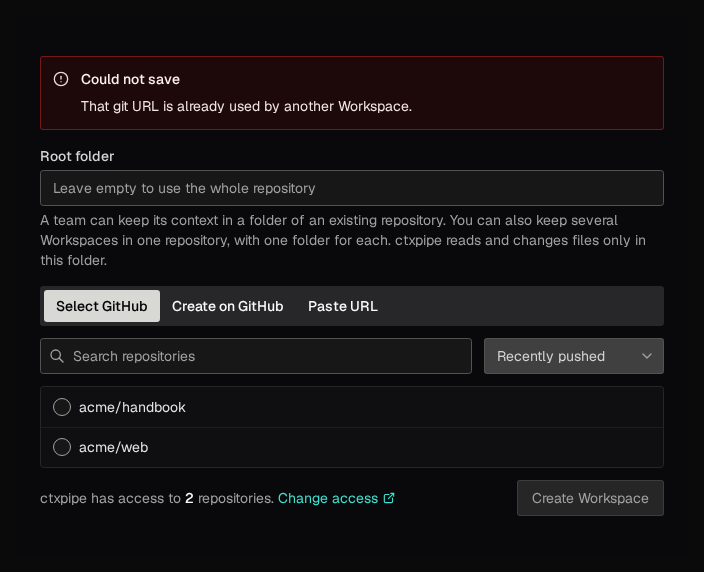 Could not save
That git URL is already used by another Workspace.
Root folder
Leave empty to use the whole repository
A team can keep its context in a folder of an existing repository. You can also keep several
Workspaces in one repository, with one folder for each. ctxpipe reads and changes files only in
this folder.
Select GitHub Create on GitHub Paste URL
Search repositories Recently pushed
acme/handbook
acme/web
ctxpipe has access to 2 repositories. Change access Create Workspace